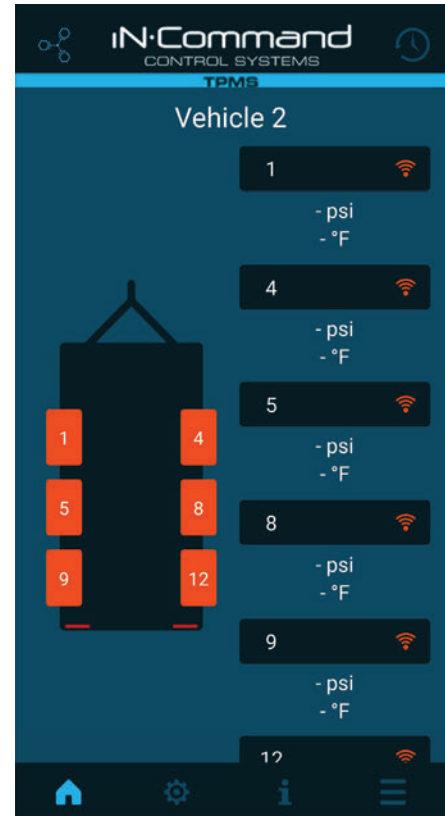 iN·Command
CONTROL SYSTEMS
TPMS
Vehicle 2
1
- psi
- °F
4
- psi
- °F
5
- psi
- °F
8
- psi
- °F
9
- psi
- °F
12
1 4
5 8
9 12